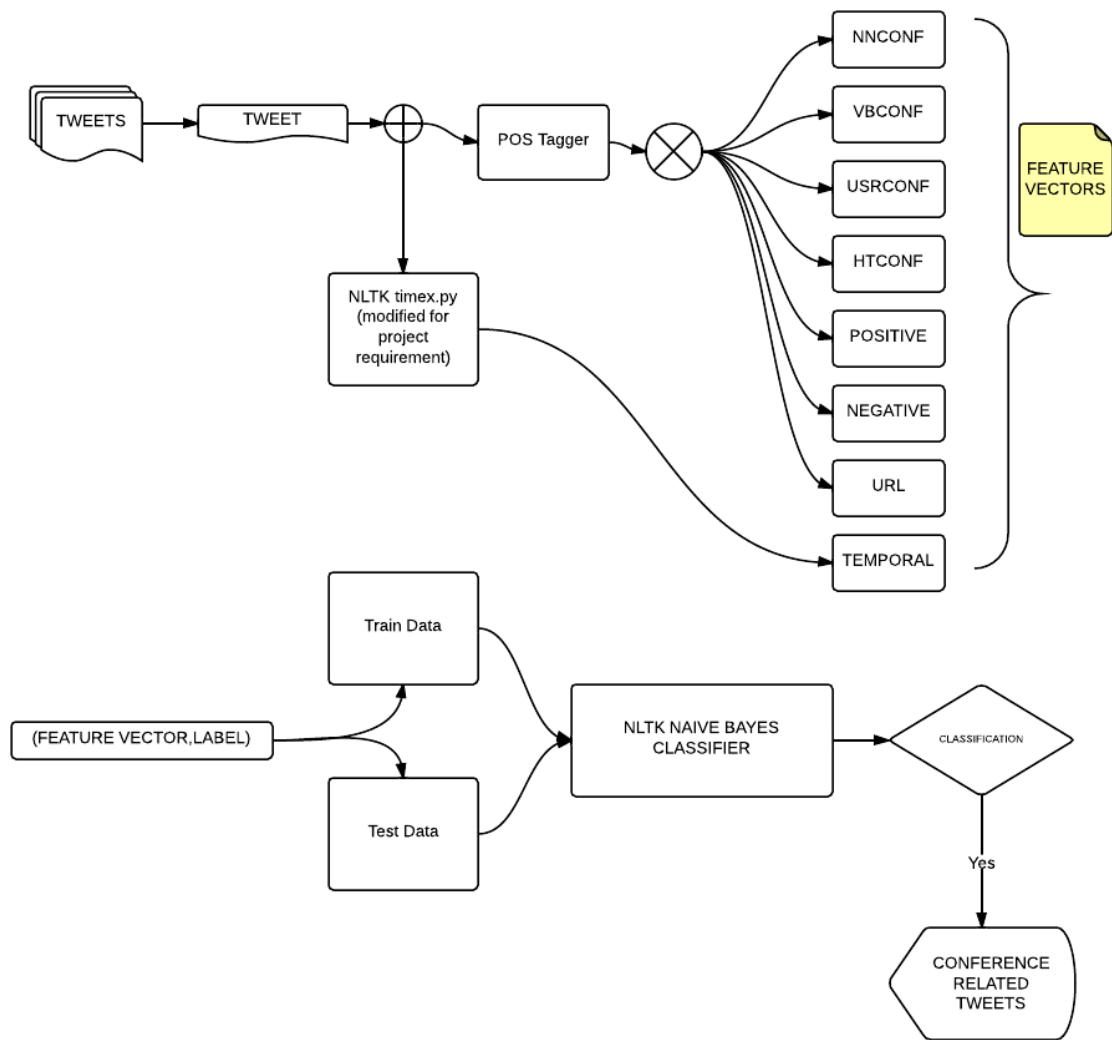 TWEETS
TWEET
POS Tagger
NNCONF
VBCONF
USRCONF
HTCONF
POSITIVE
NEGATIVE
URL
TEMPORAL
FEATURE
VECTORS
NLTK timex.py
(modified for
project
requirement)
(FEATURE VECTOR,LABEL)
Train Data
Test Data
NLTK NAIVE BAYES
CLASSIFIER
CLASSIFICATION
Yes
CONFERENCE
RELATED
TWEETS